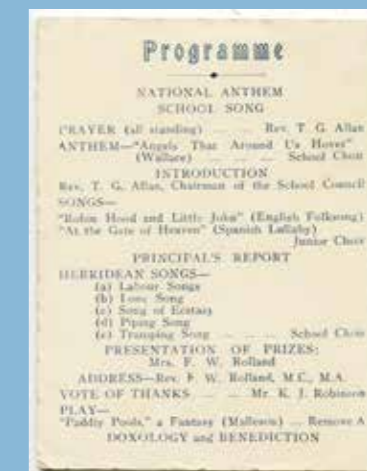 Programme
NATIONAL ANTHEM
SCHOOL SONG
PRAYER (all standing) ... ... Rev. T. G. Allan
ANTHEM—"Angels That Around Us Hover"
(Wallace) ... ... ... School Choir
INTRODUCTION
Rev. T. G. Allan, Chairman of the School Council
SONGS—
"Robin Hood and Little John" (English Folksong)
"At the Gate of Heaven" (Spanish Lullaby)
Junior Choir
PRINCIPAL'S REPORT
HEBRIDEAN SONGS—
(a) Labour Songs
(b) Love Song
(c) Song of Ecstasy
(d) Piping Song
(e) Tramping Song ... ... ... School Choir
PRESENTATION OF PRIZES:
Mrs. F. W. Rolland
ADDRESS—Rev. F. W. Rolland, M.C., M.A.
VOTE OF THANKS ... ... Mr. K. J. Robinson
PLAY—
"Paddly Pools," a Fantasy (Malleson) ... Remove A
DOXOLOGY and BENEDICTION